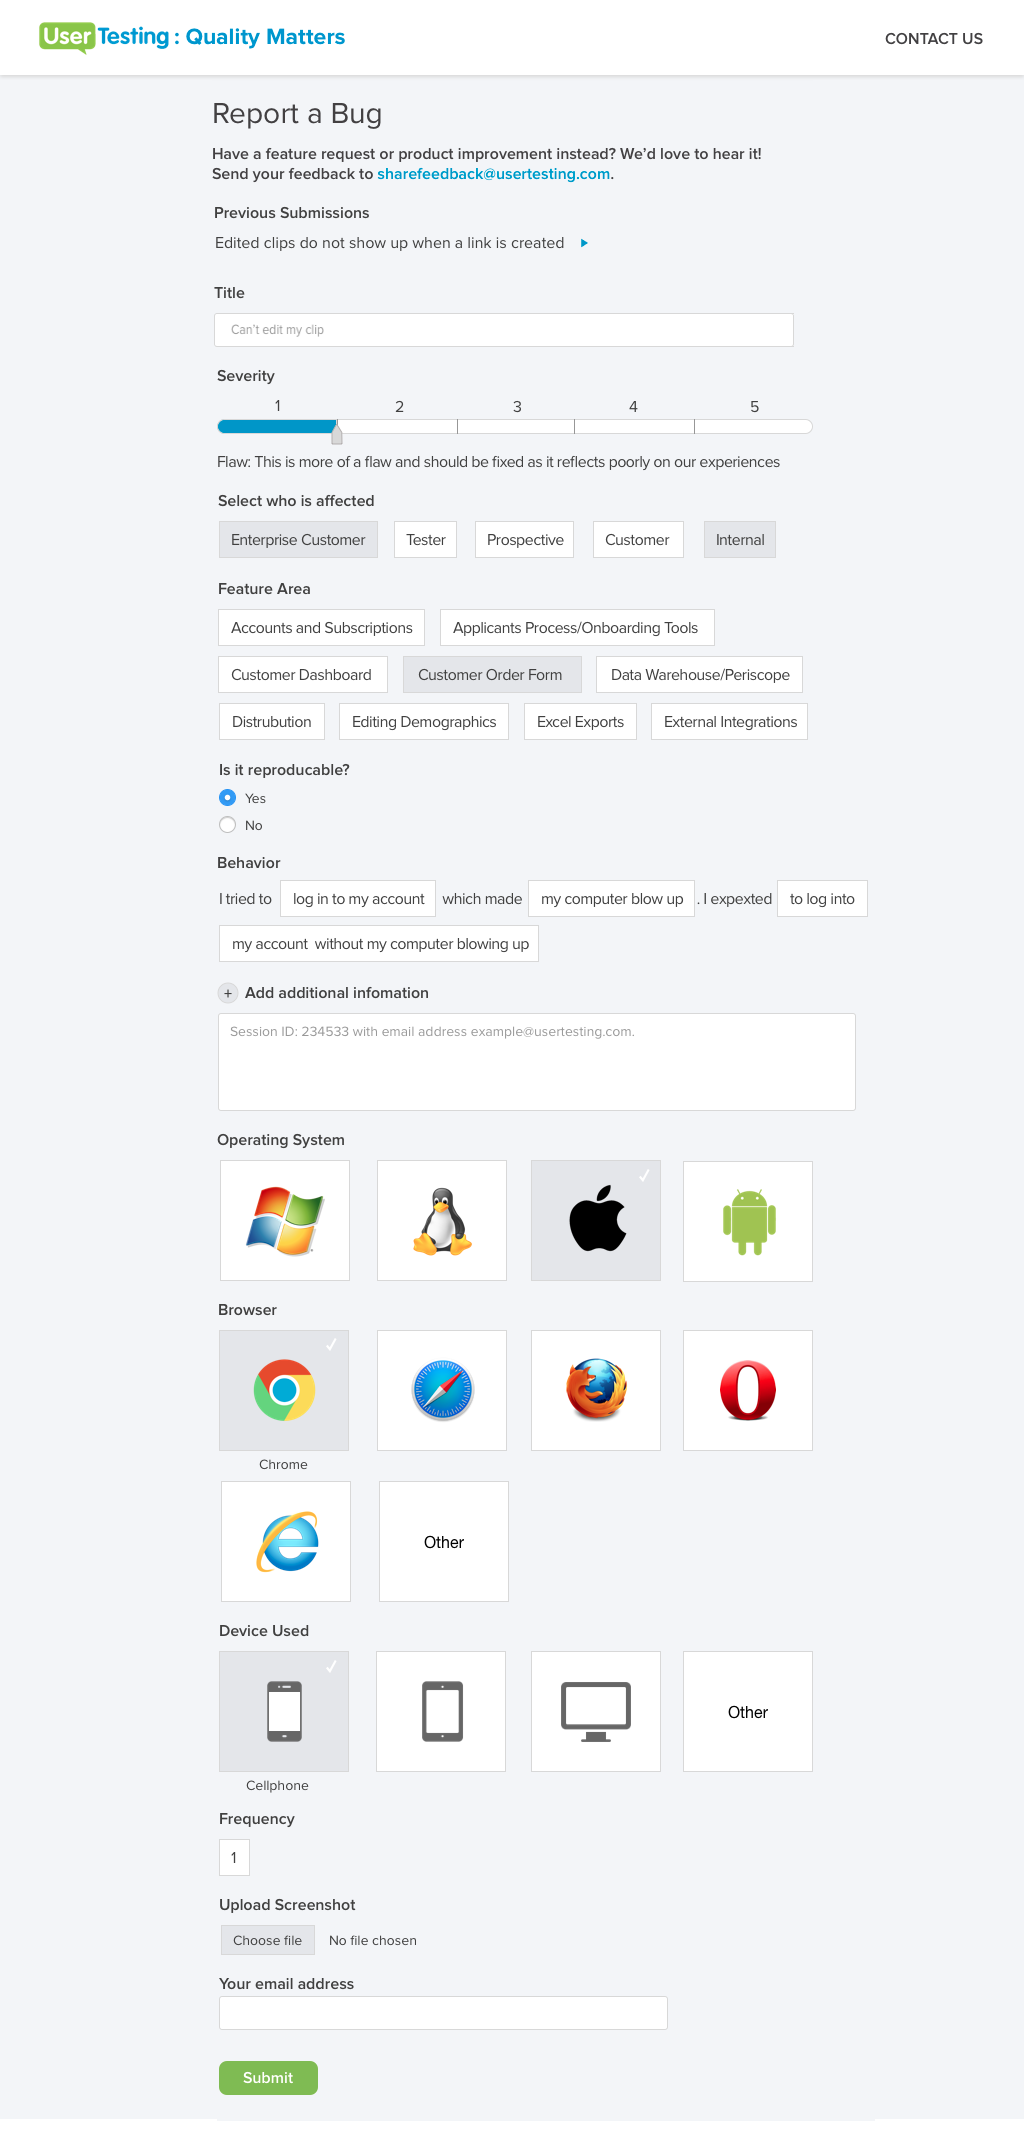 User Testing : Quality Matters
CONTACT US
Report a Bug
Have a feature request or product improvement instead? We'd love to hear it!
Send your feedback to sharefeedback@usertesting.com.
Previous Submissions
Edited clips do not show up when a link is created
Title
Can't edit my clip
Severity
1 2 3 4 5
Flaw: This is more of a flaw and should be fixed as it reflects poorly on our experiences
Select who is affected
Enterprise Customer Tester Prospective Customer Internal
Feature Area
Accounts and Subscriptions Applicants Process/Onboarding Tools
Customer Dashboard Customer Order Form Data Warehouse/Periscope
Distrubution Editing Demographics Excel Exports External Integrations
Is it reproducable?
Yes
No
Behavior
I tried to log in to my account which made my computer blow up . I expexted to log into
my account without my computer blowing up
+ Add additional infomation
Session ID: 234533 with email address example@usertesting.com.
Operating System
Browser
Chrome
Other
Device Used
Other
Cellphone
Frequency
1
Upload Screenshot
Choose file No file chosen
Your email address
Submit